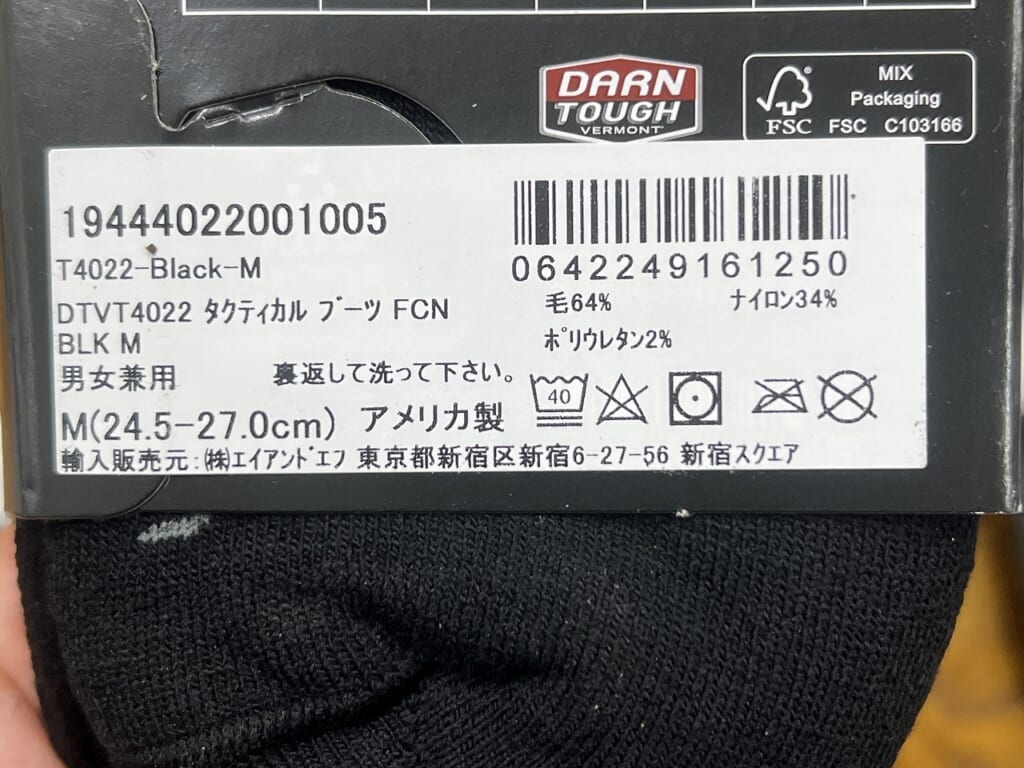 DARN
TOUGH
VERMONT
FSC
MIX
Packaging
FSC C103166
19444022001005
0642249161250
T4022-Black-M
DTVT4022 ﾀｸﾃｨｶﾙ ﾌﾞｰﾂ FCN
BLK M
毛64% ﾅｲﾛﾝ34%
ﾎﾟﾘｳﾚﾀﾝ2%
男女兼用 裏返して洗って下さい。
40
M(24.5-27.0cm) アメリカ製
輸入販売元:㈱ｴｲｱﾝﾄﾞｴﾌ 東京都新宿区新宿6-27-56 新宿ｽｸｴｱ